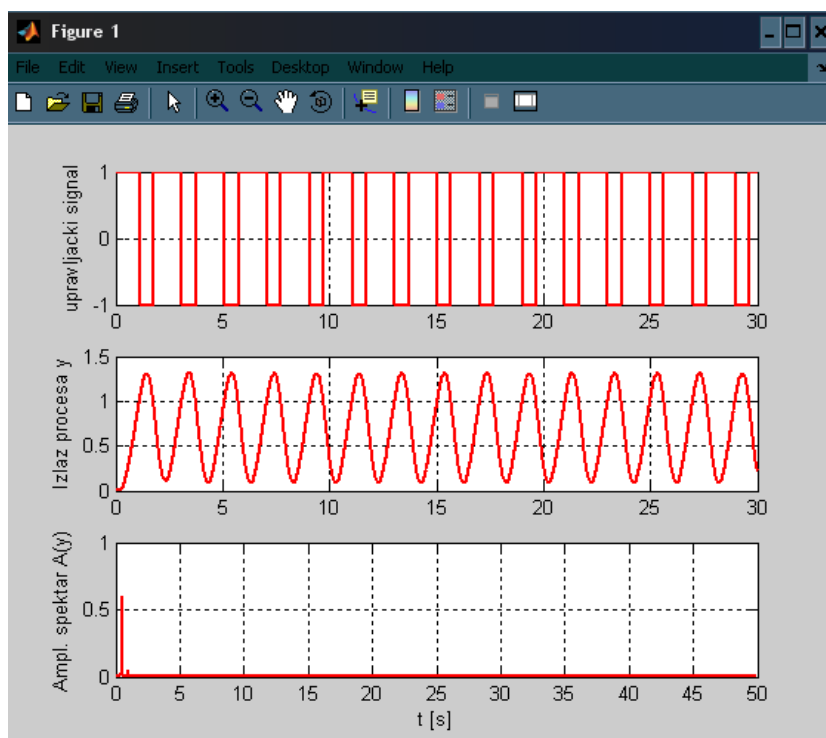 Figure 1
File Edit View Insert Tools Desktop Window Help
upravljacki signal
1
0
-1
0 5 10 15 20 25 30
Izlaz procesa y
1.5
1
0.5
0
0 5 10 15 20 25 30
Ampl. spektar A(y)
1
0.5
0
0 5 10 15 20 25 30 35 40 45 50
t [s]